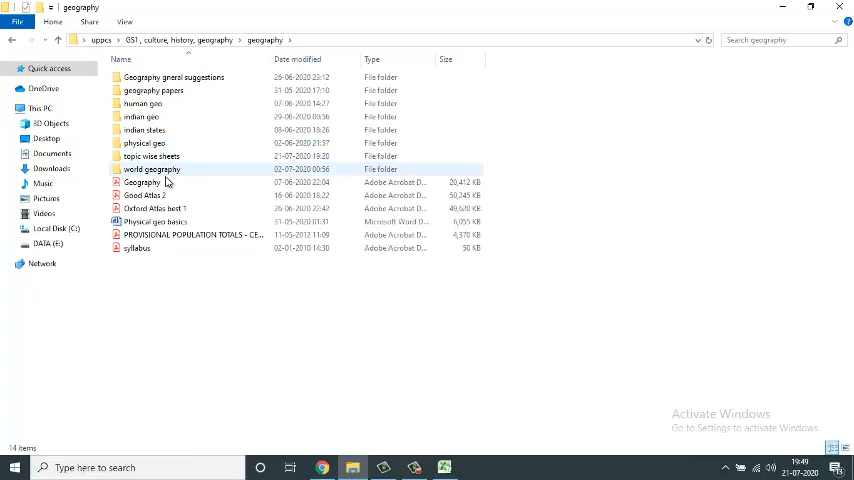 geography
File Home Share View
uppcs GS1 , culture, history, geography geography Search geography
Name Date modified Type Size
Quick access
OneDrive
This PC
3D Objects
Desktop
Documents
Downloads
Music
Pictures
Videos
Local Disk (C:)
DATA (E:)
Network
Geography gneral suggestions 26-06-2020 23:12 File folder
geography papers 31-05-2020 17:10 File folder
human geo 07-06-2020 14:27 File folder
indian geo 29-06-2020 00:56 File folder
indian states 08-06-2020 18:26 File folder
physical geo 02-06-2020 21:57 File folder
topic wise sheets 21-07-2020 19:20 File folder
world geography 02-07-2020 00:56 File folder
Geography 07-06-2020 22:04 Adobe Acrobat D... 20,412 KB
Good Atlas 2 16-06-2020 18:22 Adobe Acrobat D... 50,245 KB
Oxford Atlas best 1 26-06-2020 22:42 Adobe Acrobat D... 49,620 KB
Physical geo basics 31-05-2020 01:31 Microsoft Word D... 6,055 KB
PROVISIONAL POPULATION TOTALS - CE... 11-05-2012 11:09 Adobe Acrobat D... 4,370 KB
syllabus 02-01-2010 14:30 Adobe Acrobat D... 50 KB
Activate Windows
Go to Settings to activate Windows.
14 items
Type here to search
19:49
21-07-2020